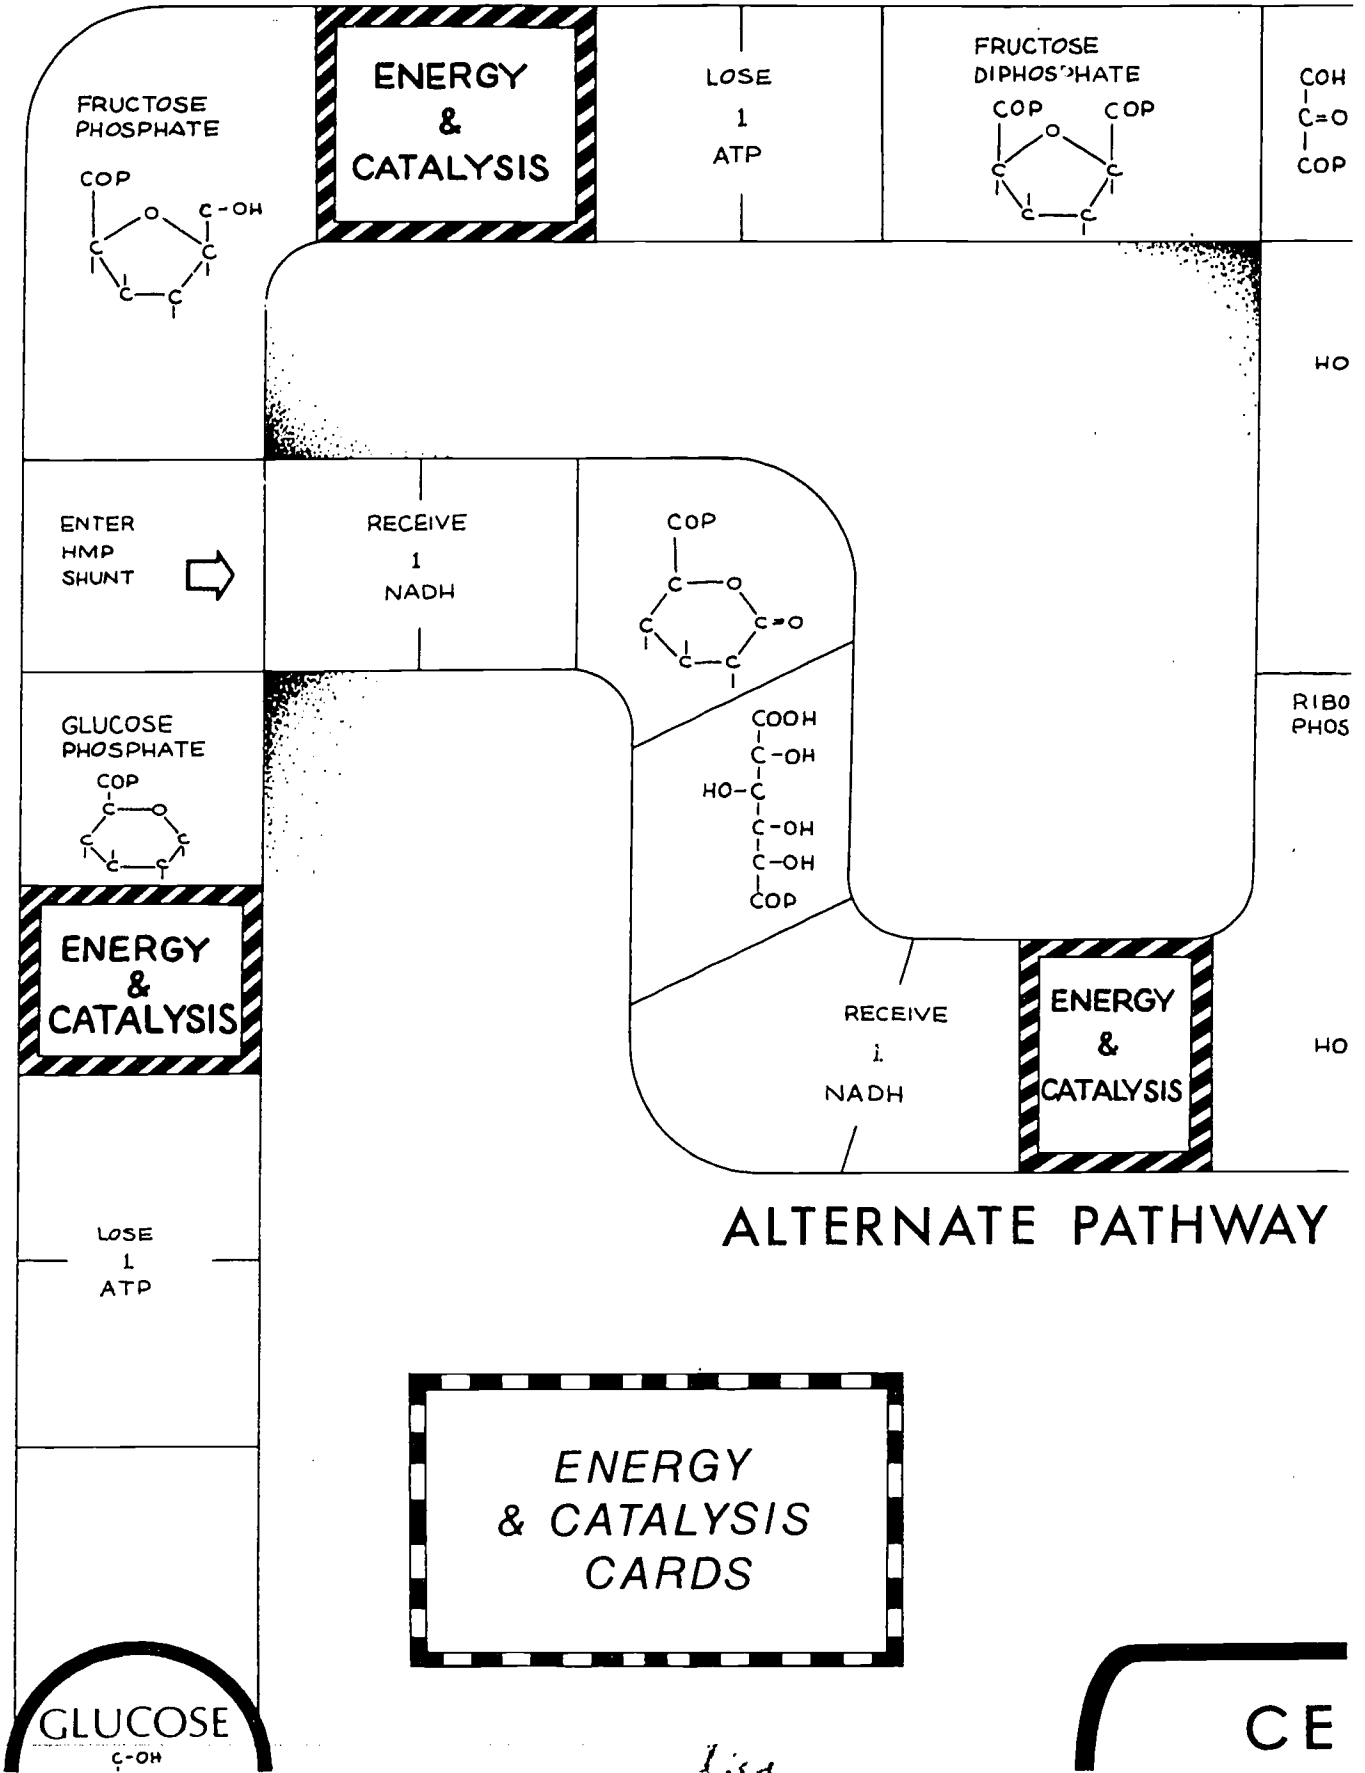 FRUCTOSE
PHOSPHATE
COP
O
C-OH
C
C
C
C
ENERGY
&
CATALYSIS
LOSE
1
ATP
FRUCTOSE
DIPHOSPHATE
COP
COP
O
C
C
C
C
COH
C=O
COP
HO
ENTER
HMP
SHUNT
RECEIVE
1
NADH
COP
C
O
C
C=O
C
C
GLUCOSE
PHOSPHATE
COP
C
O
C
C
C
C
COOH
C-OH
HO-C
C-OH
C-OH
COP
RIBO
PHOS
ENERGY
&
CATALYSIS
RECEIVE
1
NADH
ENERGY
&
CATALYSIS
HO
ALTERNATE PATHWAY
LOSE
1
ATP
ENERGY
& CATALYSIS
CARDS
GLUCOSE
C-OH
CE